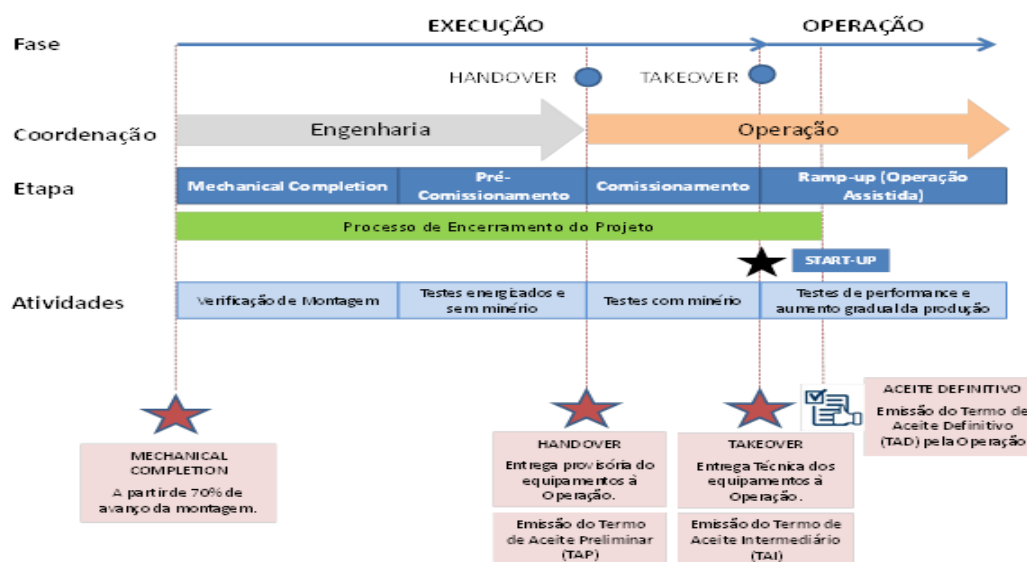 EXECUÇÃO
OPERAÇÃO
Fase
HANDOVER
TAKEOVER
Coordenação
Engenharia
Operação
Etapa
Mechanical Completion
Pré-
Comissionamento
Comissionamento
Ramp-up (Operação
Assistida)
Processo de Encerramento do Projeto
START-UP
Atividades
Verificação de Montagem
Testes energizados e
sem minério
Testes com minério
Testes de performance e
aumento gradual da produção
MECHANICAL
COMPLETION
A partir de 70% de
avanço da montagem.
HANDOVER
Entrega provisória do
equipamentos à
Operação.
Emissão do Termo
de Aceite Preliminar
(TAP)
TAKEOVER
Entrega Técnica dos
equipamentos à
Operação.
Emissão do Termo de
Aceite Intermediário
(TAI)
ACEITE DEFINITIVO
Emissão do Termo de
Aceite Definitivo
(TAD) pela Operação